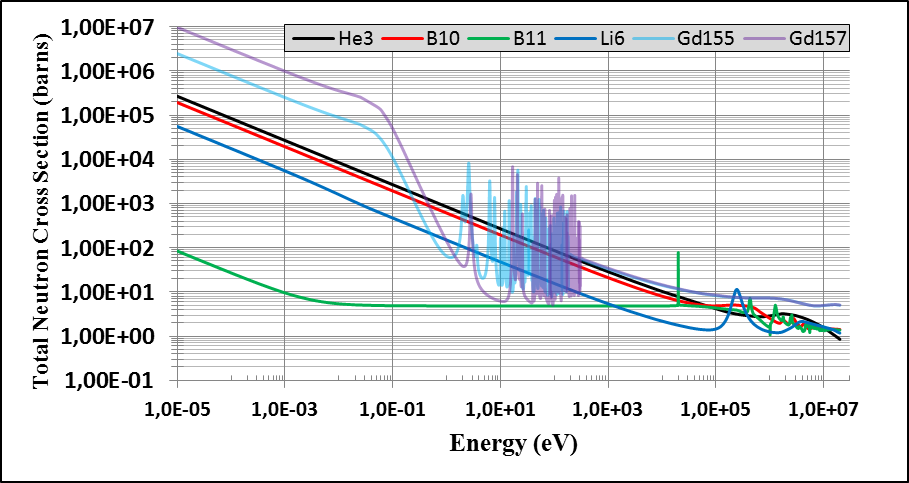 He3 B10 B11 Li6 Gd155 Gd157
Total Neutron Cross Section (barns)
1,00E+07
1,00E+06
1,00E+05
1,00E+04
1,00E+03
1,00E+02
1,00E+01
1,00E+00
1,00E-01
1,0E-05 1,0E-03 1,0E-01 1,0E+01 1,0E+03 1,0E+05 1,0E+07
Energy (eV)